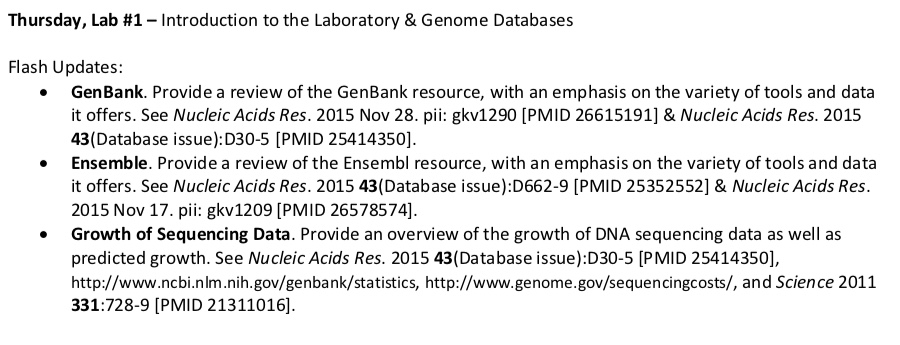 Thursday, Lab #1 – Introduction to the Laboratory & Genome Databases
Flash Updates:
• GenBank. Provide a review of the GenBank resource, with an emphasis on the variety of tools and data
it offers. See Nucleic Acids Res. 2015 Nov 28. pii: gkv1290 [PMID 26615191] & Nucleic Acids Res. 2015
43(Database issue):D30-5 [PMID 25414350].
• Ensemble. Provide a review of the Ensembl resource, with an emphasis on the variety of tools and data
it offers. See Nucleic Acids Res. 2015 43(Database issue):D662-9 [PMID 25352552] & Nucleic Acids Res.
2015 Nov 17. pii: gkv1209 [PMID 26578574].
• Growth of Sequencing Data. Provide an overview of the growth of DNA sequencing data as well as
predicted growth. See Nucleic Acids Res. 2015 43(Database issue):D30-5 [PMID 25414350],
http://www.ncbi.nlm.nih.gov/genbank/statistics, http://www.genome.gov/sequencingcosts/, and Science 2011
331:728-9 [PMID 21311016].